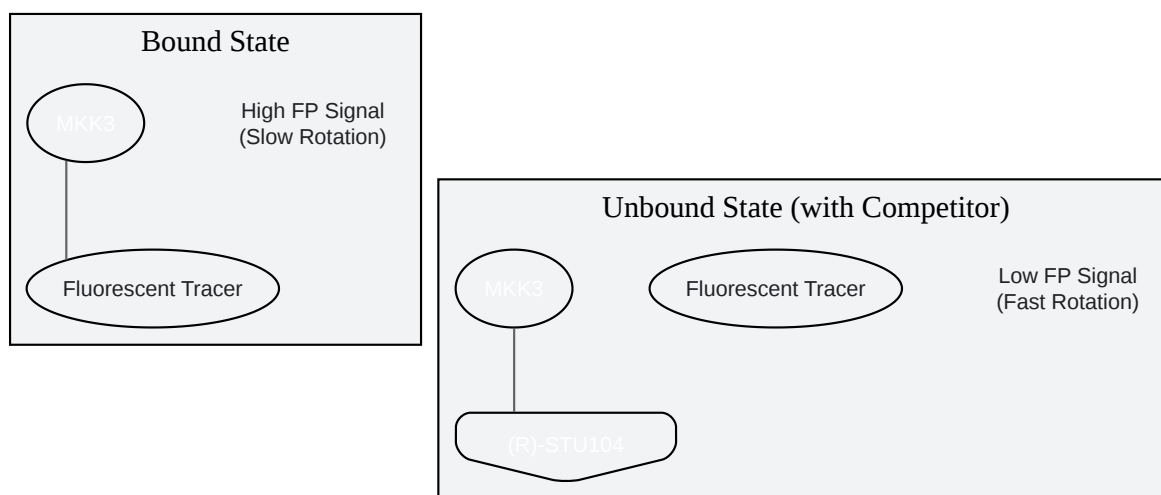 Bound State
MKK3
High FP Signal
(Slow Rotation)
Fluorescent Tracer
Unbound State (with Competitor)
MKK3
Fluorescent Tracer
Low FP Signal
(Fast Rotation)
(R)-STU104